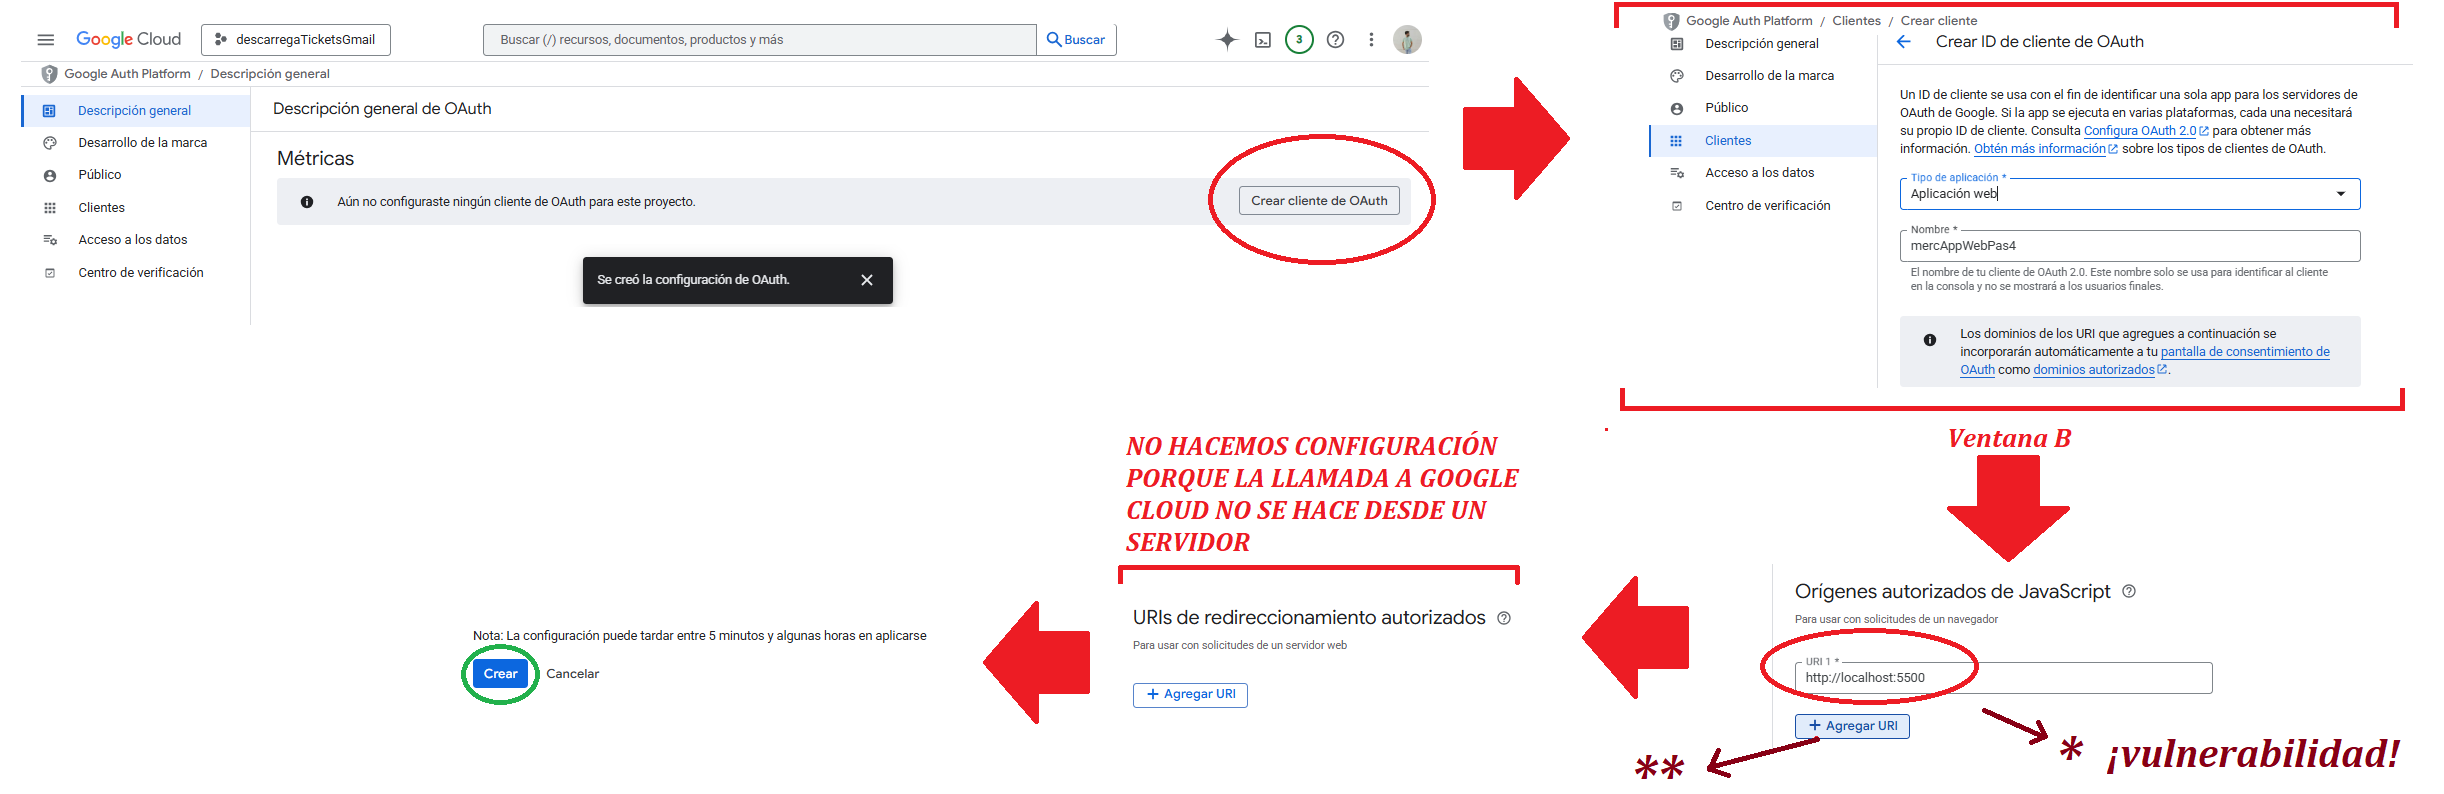 Google Cloud
descarregaTicketsGmail
Buscar (/) recursos, documentos, productos y más
Buscar
3
Google Auth Platform / Descripción general
Descripción general
Desarrollo de la marca
Público
Clientes
Acceso a los datos
Centro de verificación
Descripción general de OAuth
Métricas
Aún no configuraste ningún cliente de OAuth para este proyecto.
Crear cliente de OAuth
Se creó la configuración de OAuth.
Google Auth Platform / Clientes / Crear cliente
Descripción general
Desarrollo de la marca
Público
Clientes
Acceso a los datos
Centro de verificación
Crear ID de cliente de OAuth
Un ID de cliente se usa con el fin de identificar una sola app para los servidores de
OAuth de Google. Si la app se ejecuta en varias plataformas, cada una necesitará
su propio ID de cliente. Consulta Configura OAuth 2.0 para obtener más
información. Obtén más información sobre los tipos de clientes de OAuth.
Tipo de aplicación *
Aplicación web
Nombre *
mercAppWebPas4
El nombre de tu cliente de OAuth 2.0. Este nombre solo se usa para identificar al cliente
en la consola y no se mostrará a los usuarios finales.
Los dominios de los URI que agregues a continuación se
incorporarán automáticamente a tu pantalla de consentimiento de
OAuth como dominios autorizados.
Ventana B
Orígenes autorizados de JavaScript
Para usar con solicitudes de un navegador
URI 1 *
http://localhost:5500
+ Agregar URI
* ¡vulnerabilidad!
**
NO HACEMOS CONFIGURACIÓN
PORQUE LA LLAMADA A GOOGLE
CLOUD NO SE HACE DESDE UN
SERVIDOR
URIs de redireccionamiento autorizados
Para usar con solicitudes de un servidor web
+ Agregar URI
Nota: La configuración puede tardar entre 5 minutos y algunas horas en aplicarse
Crear
Cancelar